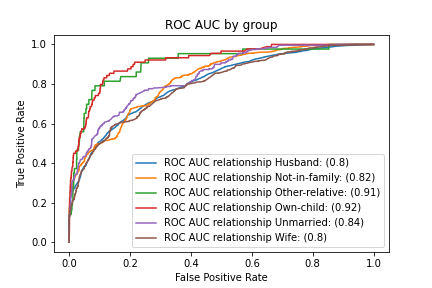 ROC AUC by group
True Positive Rate
1.0
0.8
0.6
0.4
0.2
0.0
ROC AUC relationship Husband: (0.8)
ROC AUC relationship Not-in-family: (0.82)
ROC AUC relationship Other-relative: (0.91)
ROC AUC relationship Own-child: (0.92)
ROC AUC relationship Unmarried: (0.84)
ROC AUC relationship Wife: (0.8)
0.0 0.2 0.4 0.6 0.8 1.0
False Positive Rate